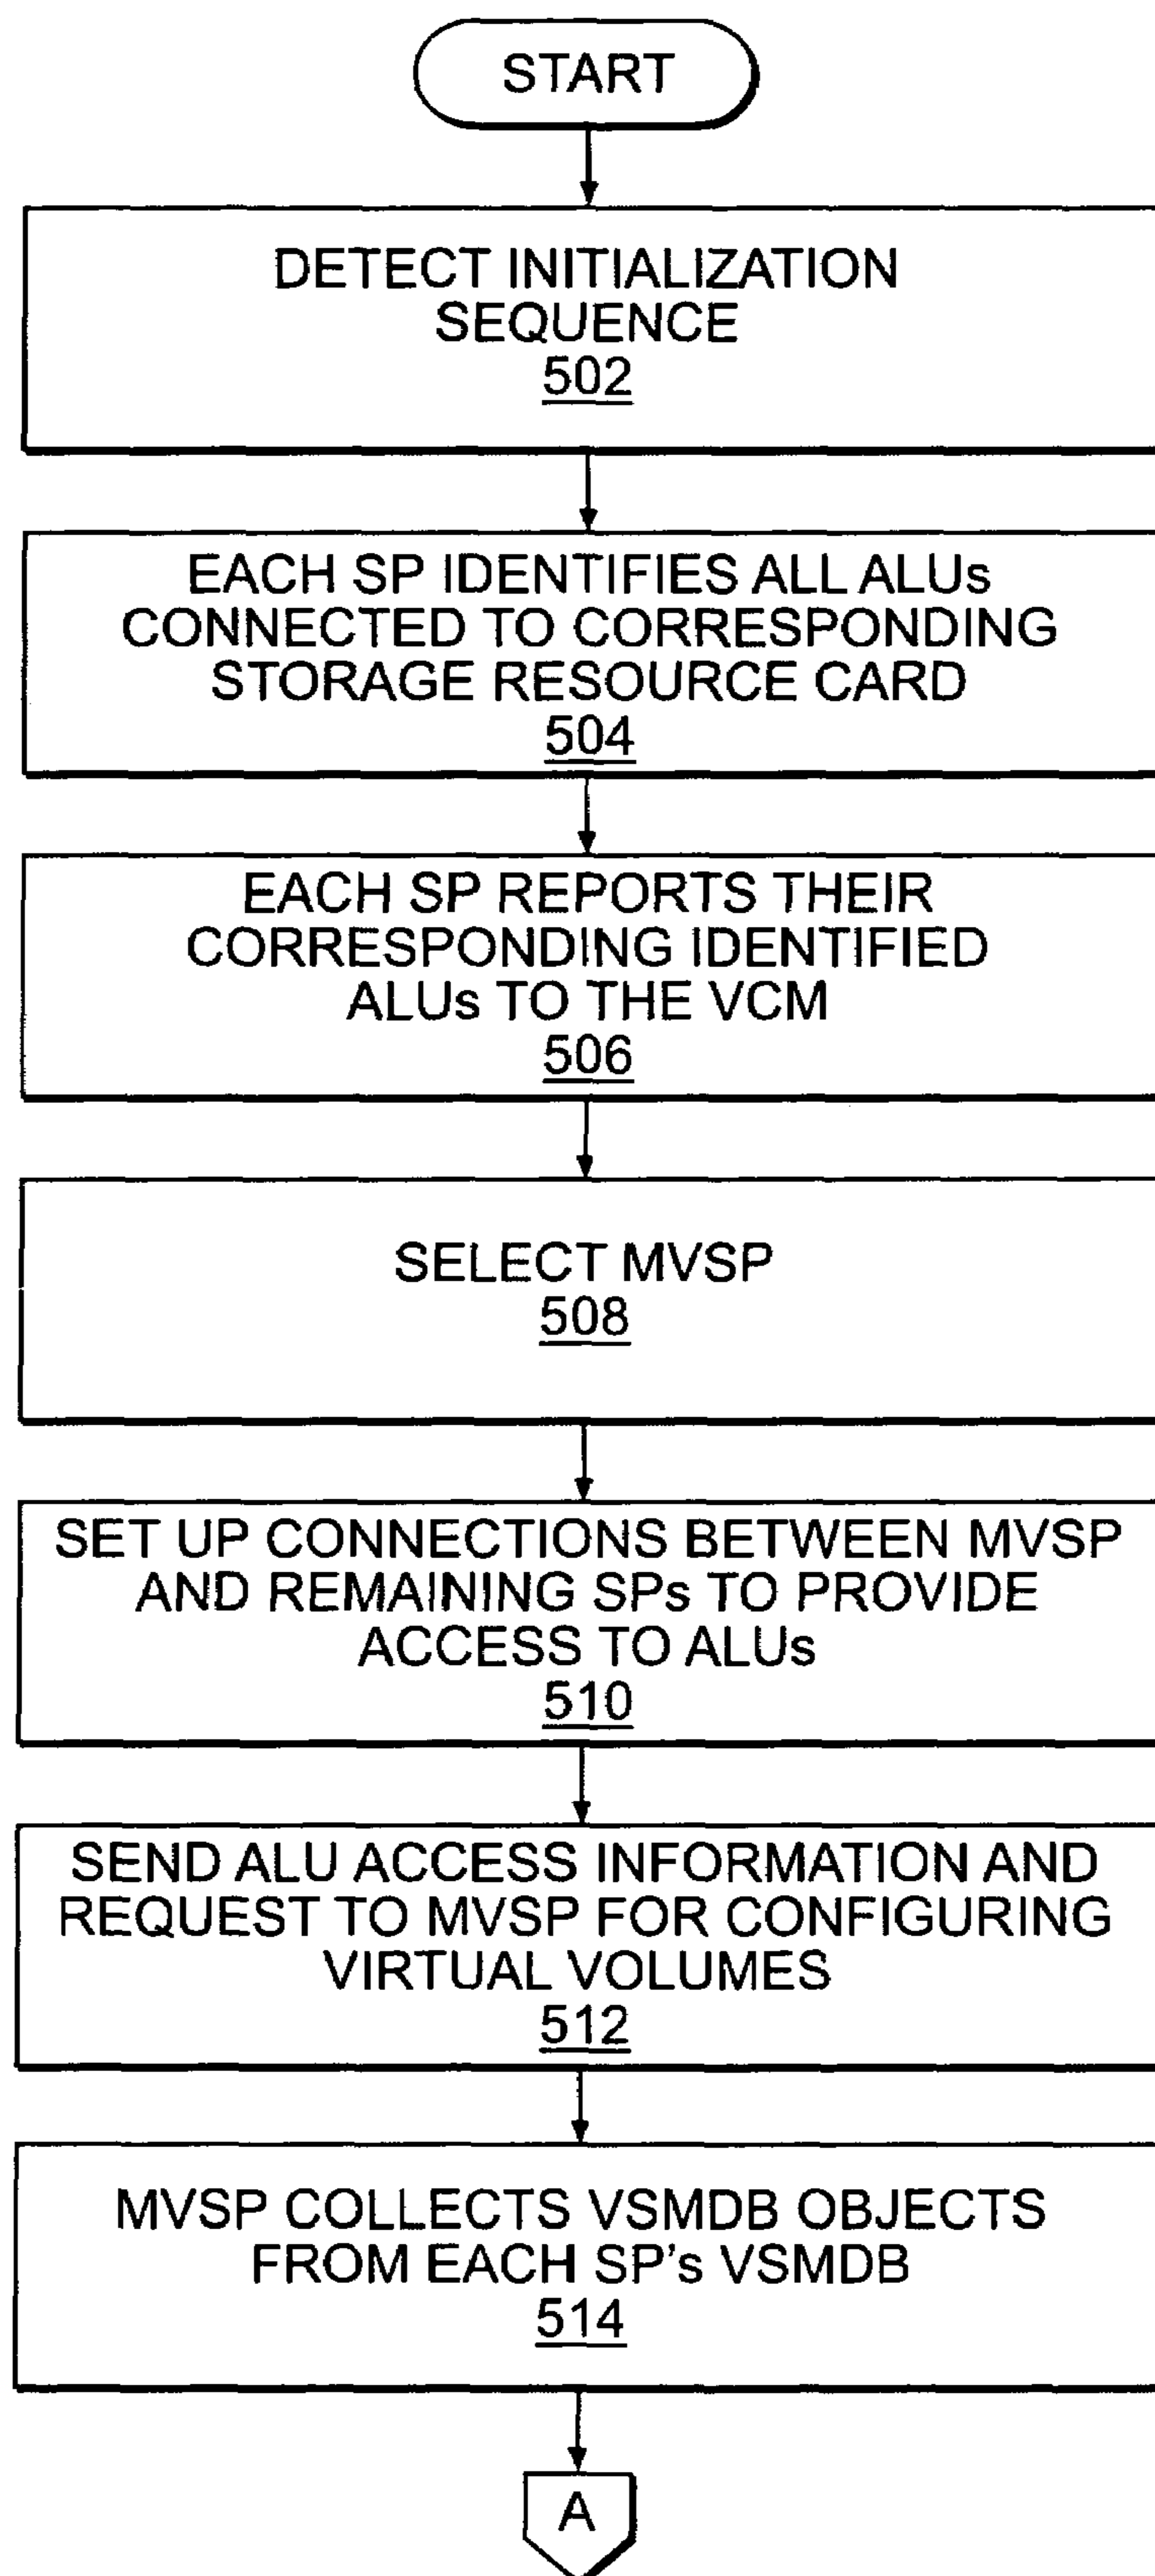 START
DETECT INITIALIZATION
SEQUENCE
502
EACH SP IDENTIFIES ALL ALUs
CONNECTED TO CORRESPONDING
STORAGE RESOURCE CARD
504
EACH SP REPORTS THEIR
CORRESPONDING IDENTIFIED
ALUs TO THE VCM
506
SELECT MVSP
508
SET UP CONNECTIONS BETWEEN MVSP
AND REMAINING SPs TO PROVIDE
ACCESS TO ALUs
510
SEND ALU ACCESS INFORMATION AND
REQUEST TO MVSP FOR CONFIGURING
VIRTUAL VOLUMES
512
MVSP COLLECTS VSMDB OBJECTS
FROM EACH SP's VSMDB
514
A